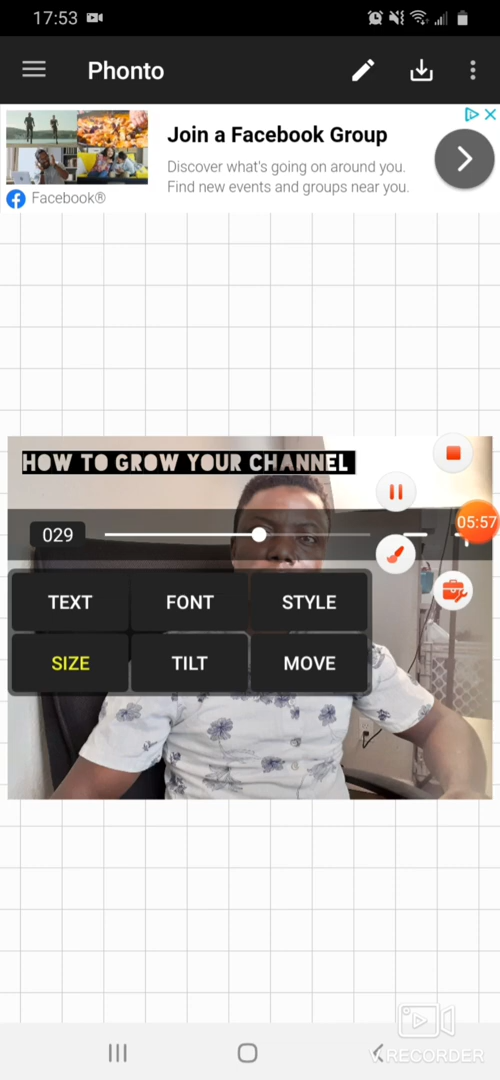 17:53
Phonto
Join a Facebook Group
Discover what's going on around you.
Find new events and groups near you.
Facebook®
HOW TO GROW YOUR CHANNEL
029
05:57
TEXT FONT STYLE
SIZE TILT MOVE
V.RECORDER